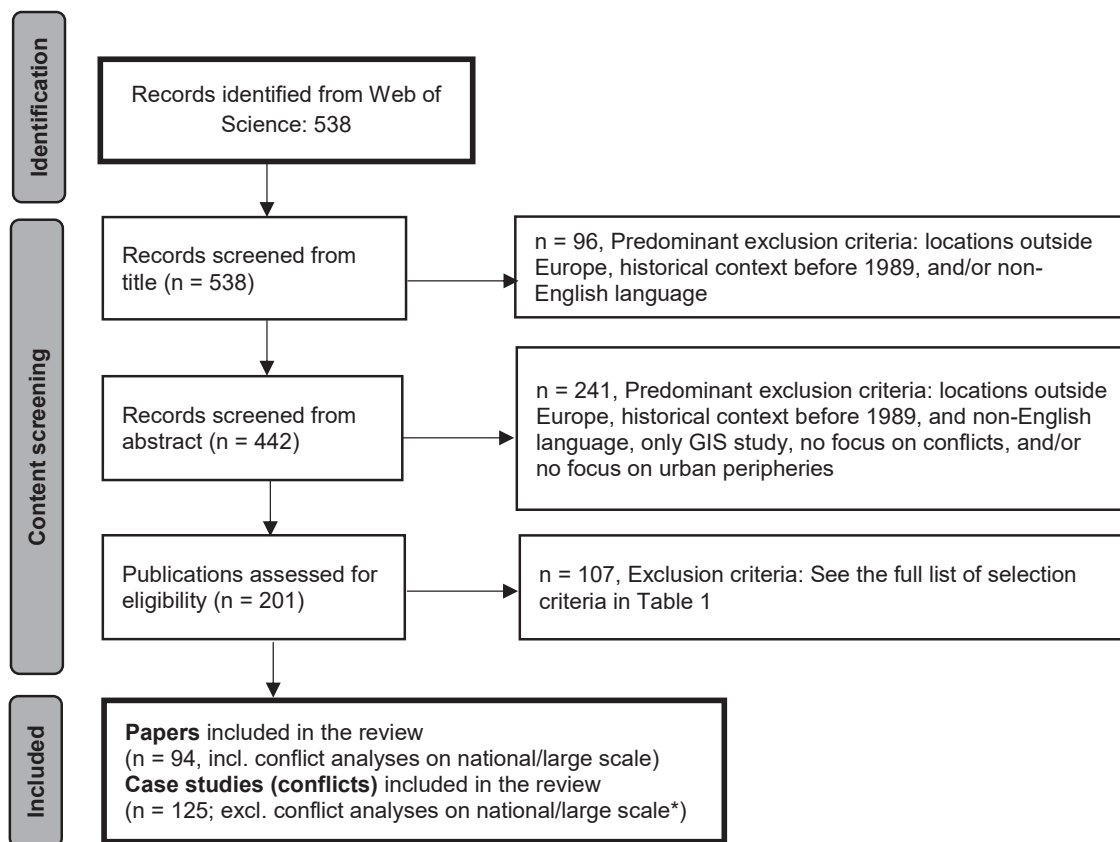 Identification
Records identified from Web of
Science: 538
Content screening
Records screened from
title (n = 538)
n = 96, Predominant exclusion criteria: locations outside
Europe, historical context before 1989, and/or non-
English language
Records screened from
abstract (n = 442)
n = 241, Predominant exclusion criteria: locations outside
Europe, historical context before 1989, and non-English
language, only GIS study, no focus on conflicts, and/or
no focus on urban peripheries
Publications assessed for
eligibility (n = 201)
n = 107, Exclusion criteria: See the full list of selection
criteria in Table 1
Included
Papers included in the review
(n = 94, incl. conflict analyses on national/large scale)
Case studies (conflicts) included in the review
(n = 125; excl. conflict analyses on national/large scale*)